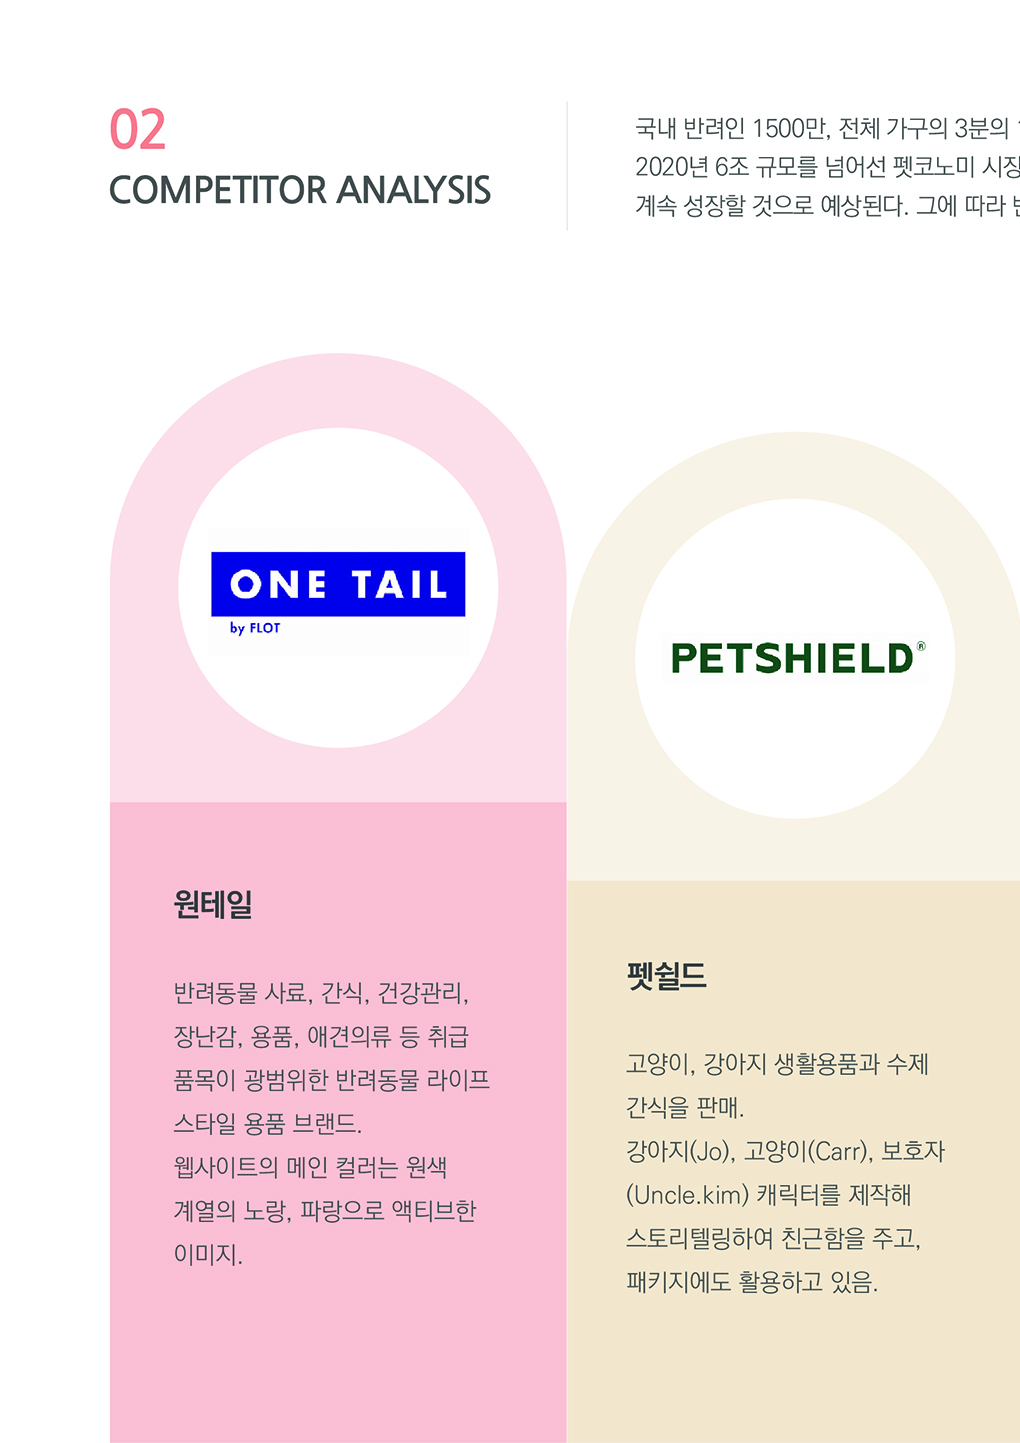 02
COMPETITOR ANALYSIS
국내 반려인 1500만, 전체 가구의 3분의
2020년 6조 규모를 넘어선 펫코노미 시장
계속 성장할 것으로 예상된다. 그에 따라
ONE TAIL
by FLOT
PETSHIELD®
원테일
반려동물 사료, 간식, 건강관리,
장난감, 용품, 애견의류 등 취급
품목이 광범위한 반려동물 라이프
스타일 용품 브랜드.
웹사이트의 메인 컬러는 원색
계열의 노랑, 파랑으로 액티브한
이미지.
펫쉴드
고양이, 강아지 생활용품과 수제
간식을 판매.
강아지(Jo), 고양이(Carr), 보호자
(Uncle.kim) 캐릭터를 제작해
스토리텔링하여 친근함을 주고,
패키지에도 활용하고 있음.